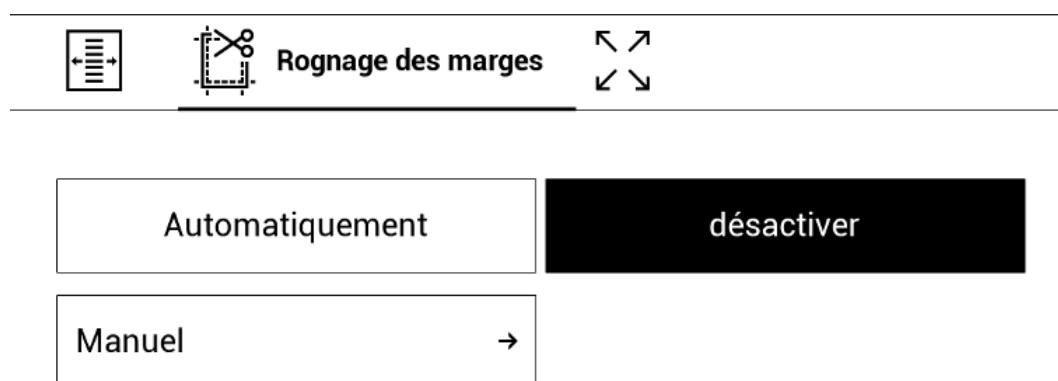 Rognage des marges
Automatiquement
désactiver
Manuel →